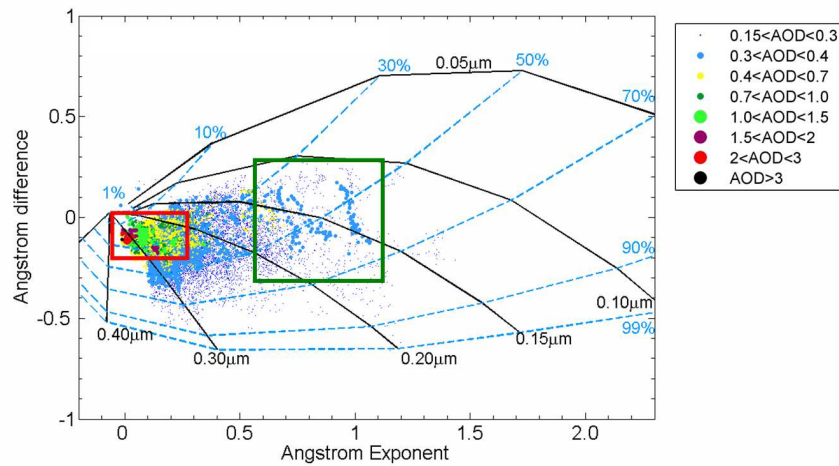 1
0.5
0
-0.5
-1
0
0.5
1.0
1.5
2.0
Angstrom difference
Angstrom Exponent
1%
10%
30%
50%
70%
90%
99%
0.05μm
0.10μm
0.15μm
0.20μm
0.30μm
0.40μm
0.15<AOD<0.3
0.3<AOD<0.4
0.4<AOD<0.7
0.7<AOD<1.0
1.0<AOD<1.5
1.5<AOD<2
2<AOD<3
AOD>3